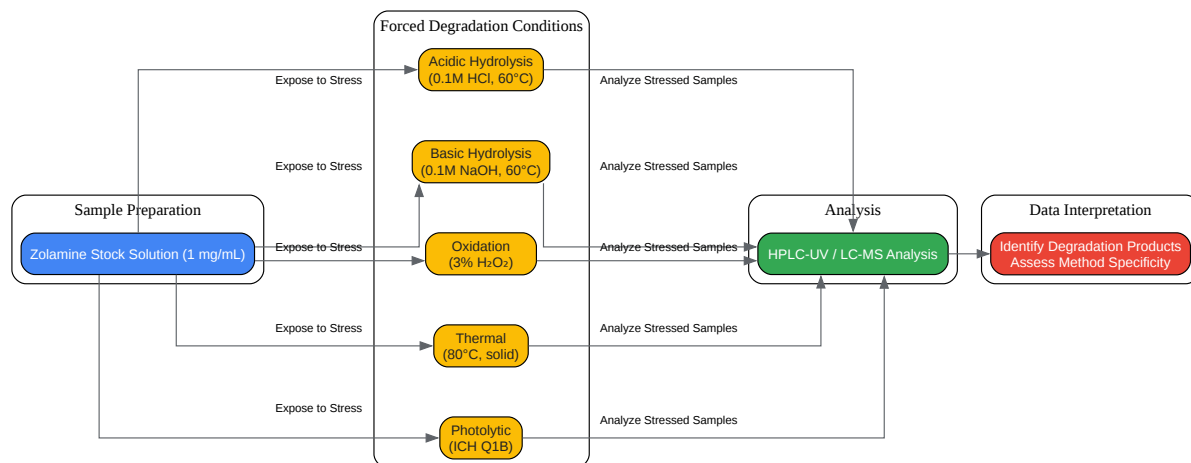 Forced Degradation Conditions
Acidic Hydrolysis
(0.1M HCl, 60°C)
Expose to Stress
Analyze Stressed Samples
Basic Hydrolysis
(0.1M NaOH, 60°C)
Expose to Stress
Analyze Stressed Samples
Sample Preparation
Analysis
Data Interpretation
Zolamine Stock Solution (1 mg/mL)
Expose to Stress
Oxidation
(3% H₂O₂)
Analyze Stressed Samples
HPLC-UV / LC-MS Analysis
Identify Degradation Products
Assess Method Specificity
Expose to Stress
Thermal
(80°C, solid)
Analyze Stressed Samples
Expose to Stress
Photolytic
(ICH Q1B)
Analyze Stressed Samples